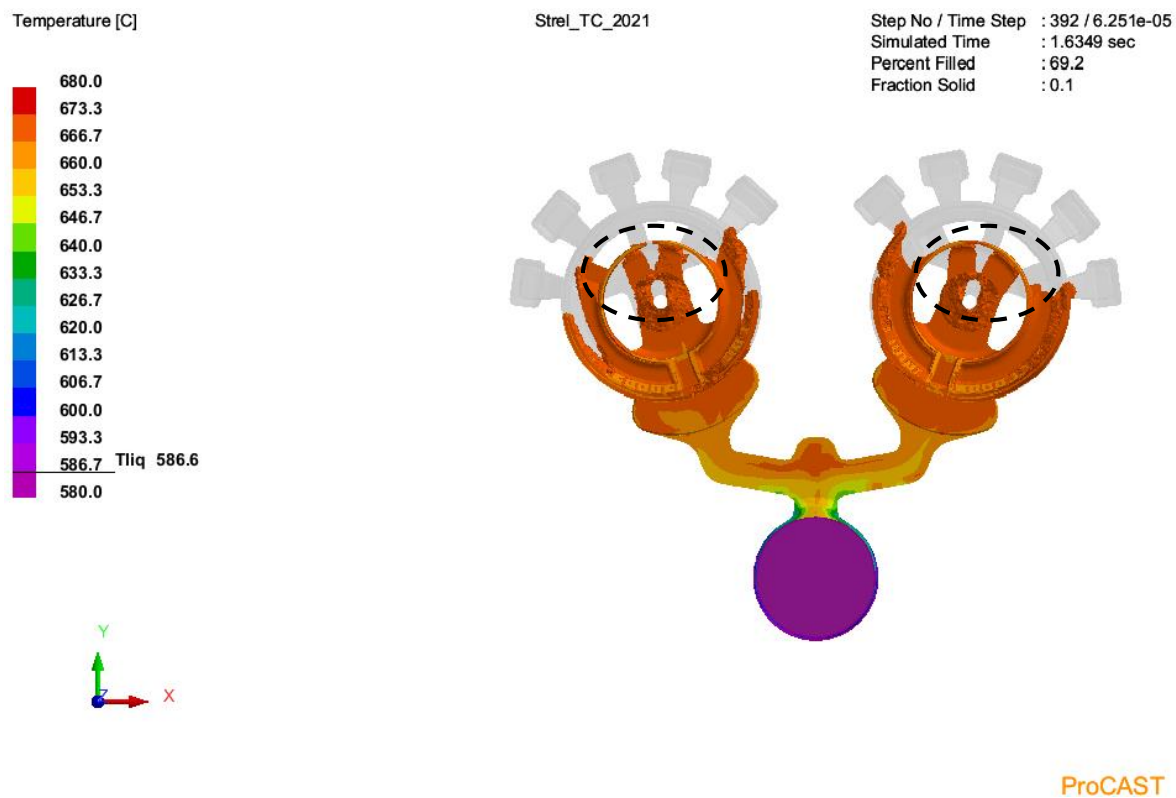 Temperature [C]
Strel_TC_2021
Step No / Time Step : 392 / 6.251e-05
Simulated Time : 1.6349 sec
Percent Filled : 69.2
Fraction Solid : 0.1
680.0
673.3
666.7
660.0
653.3
646.7
640.0
633.3
626.7
620.0
613.3
606.7
600.0
593.3
586.7 Tliq 586.6
580.0
Y
Z X
ProCAST